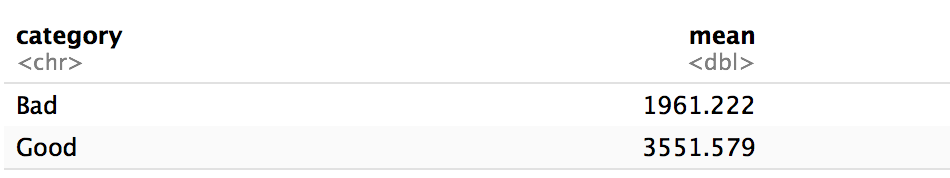 category mean
<chr> <dbl>
Bad 1961.222
Good 3551.579